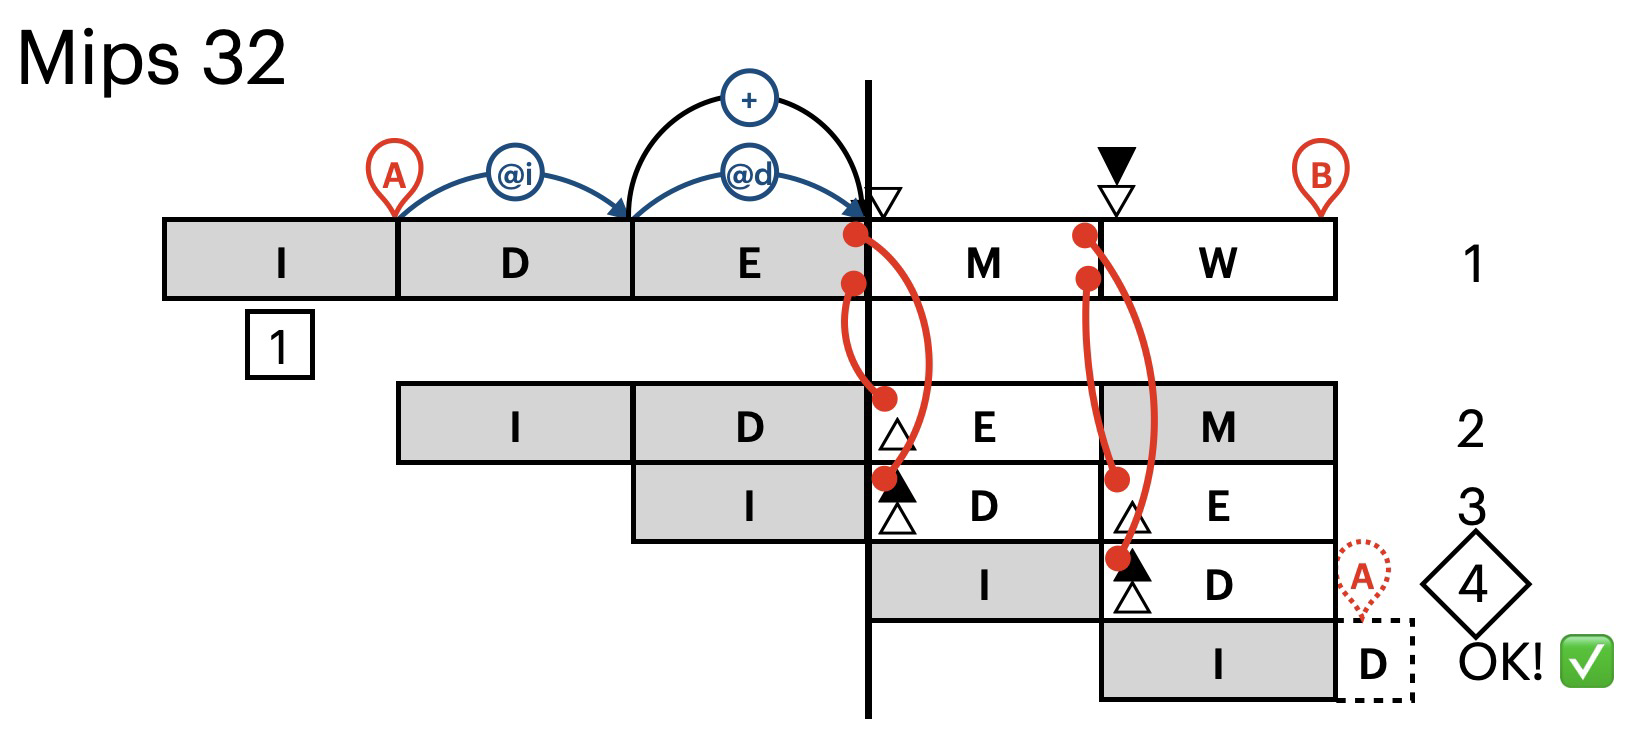 Mips 32
+
A @i @d B
I D E M W 1
1
I D E M 2
I D E 3
I D A 4
I D OK!